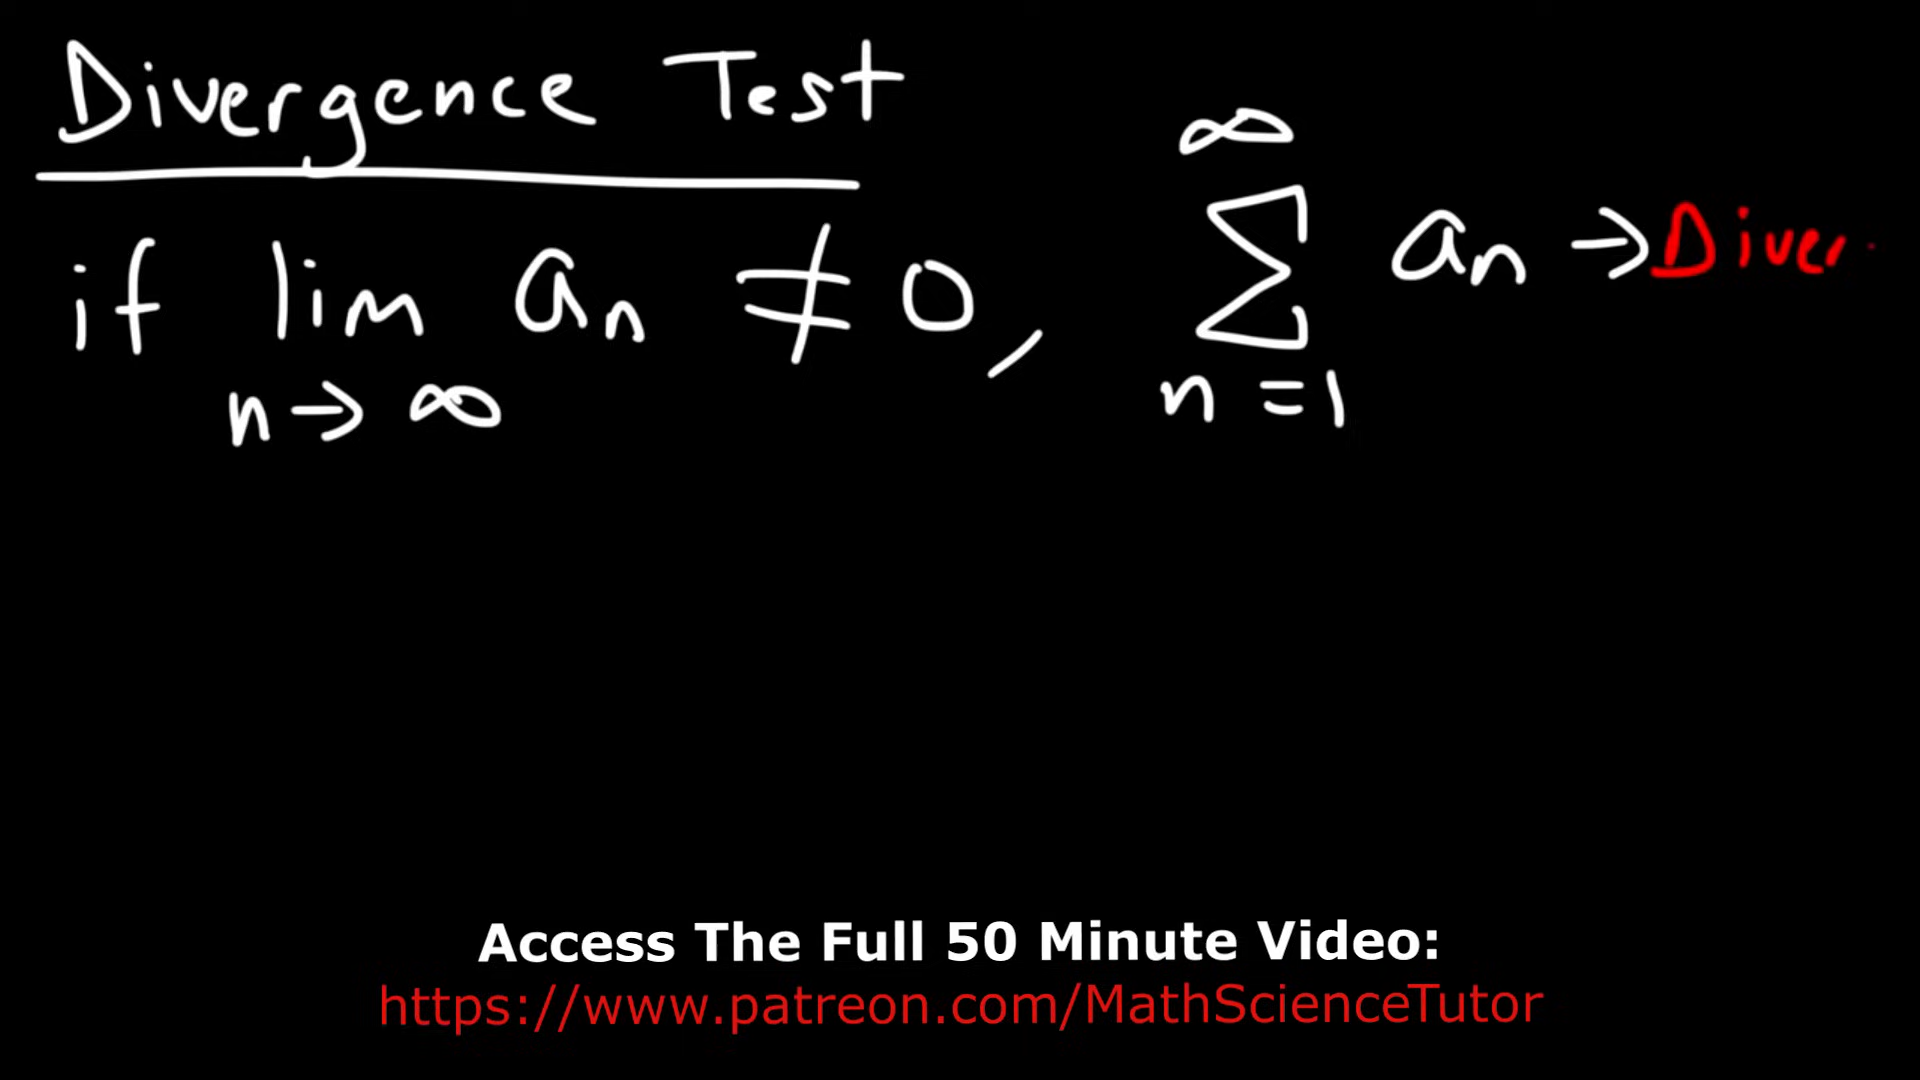 Divergence Test
if lim aₙ ≠ 0,
n → ∞
∞
∑ aₙ → Diver
n = 1
Access The Full 50 Minute Video:
https://www.patreon.com/MathScienceTutor